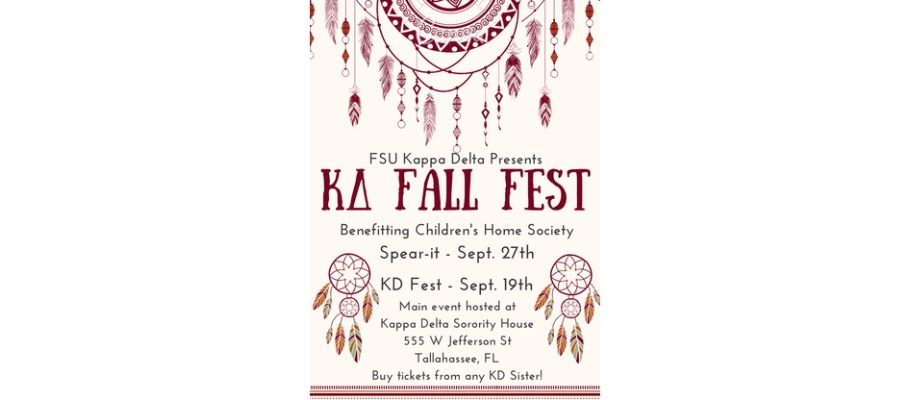 FSU Kappa Delta Presents
KΔ FALL FEST
Benefitting Children's Home Society
Spear-it - Sept. 27th
KD Fest - Sept. 19th
Main event hosted at
Kappa Delta Sorority House
555 W Jefferson St
Tallahassee, FL
Buy tickets from any KD Sister!